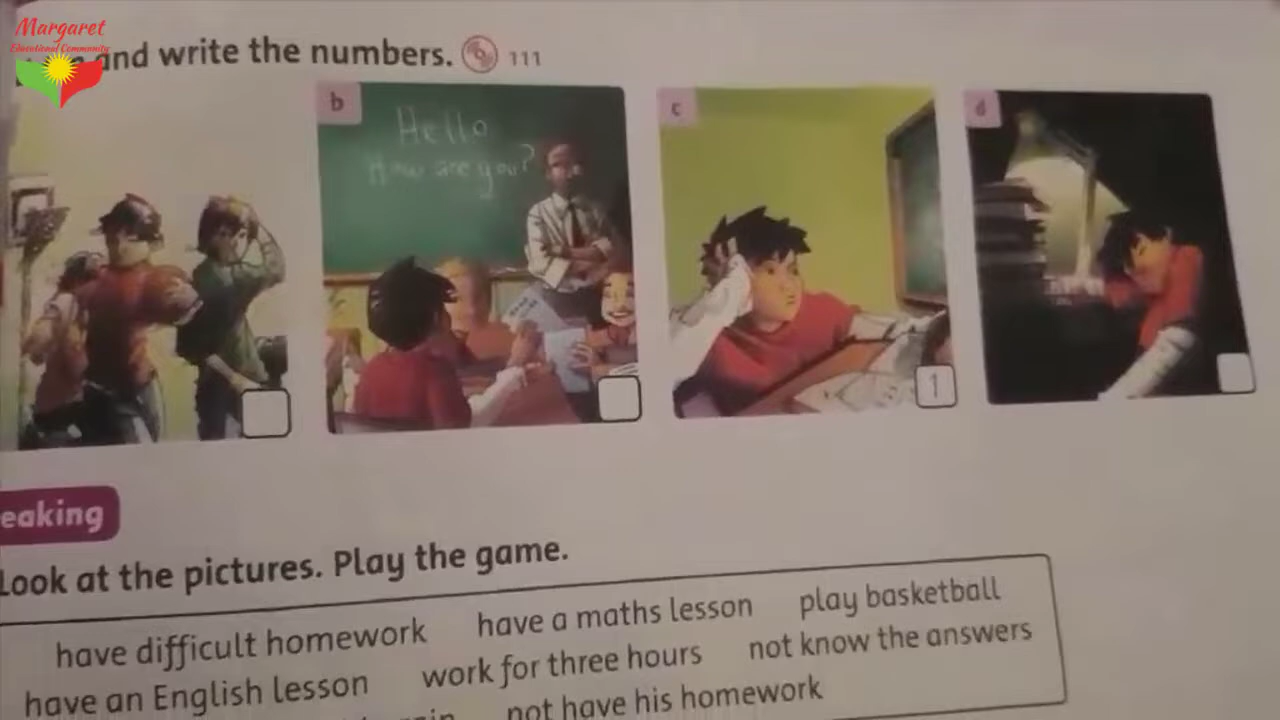 Margaret
Educational Community
and write the numbers. 111
b
Hello
How are you?
c
1
d
eaking
Look at the pictures. Play the game.
have difficult homework have a maths lesson play basketball
have an English lesson work for three hours not know the answers
not have his homework